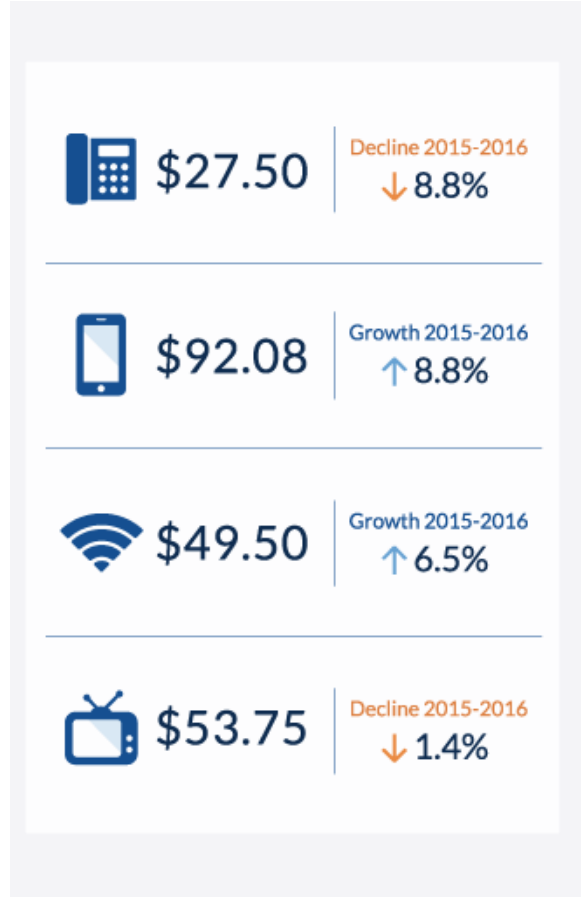 $27.50
Decline 2015-2016
↓ 8.8%
$92.08
Growth 2015-2016
↑ 8.8%
$49.50
Growth 2015-2016
↑ 6.5%
$53.75
Decline 2015-2016
↓ 1.4%